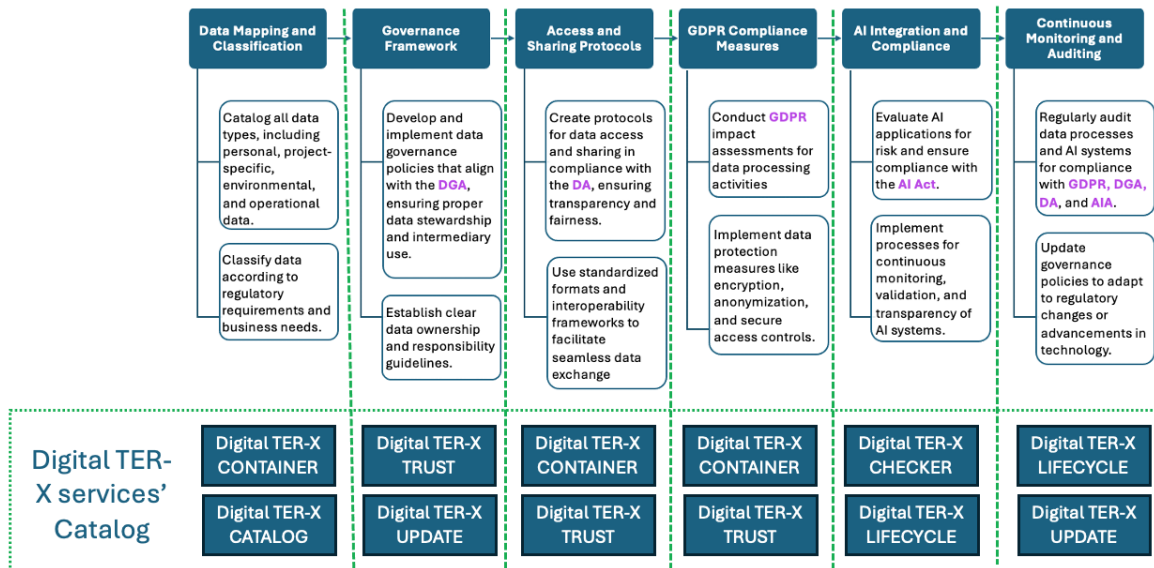 Data Mapping and
Classification
Governance
Framework
Access and
Sharing Protocols
GDPR Compliance
Measures
AI Integration and
Compliance
Continuous
Monitoring and
Auditing
Catalog all data
types, including
personal, project-
specific,
environmental,
and operational
data.
Classify data
according to
regulatory
requirements and
business needs.
Develop and
implement data
governance
policies that align
with the DGA,
ensuring proper
data stewardship
and intermediary
use.
Establish clear
data ownership
and responsibility
guidelines.
Create protocols
for data access
and sharing in
compliance with
the DA, ensuring
transparency and
fairness.
Use standardized
formats and
interoperability
frameworks to
facilitate
seamless data
exchange
Conduct GDPR
impact
assessments for
data processing
activities
Implement data
protection
measures like
encryption,
anonymization,
and secure
access controls.
Evaluate AI
applications for
risk and ensure
compliance with
the AI Act.
Implement
processes for
continuous
monitoring,
validation, and
transparency of
AI systems.
Regularly audit
data processes
and AI systems
for compliance
with GDPR, DGA,
DA, and AIA.
Update
governance
policies to adapt
to regulatory
changes or
advancements in
technology.
Digital TER-
X services’
Catalog
Digital TER-X
CONTAINER
Digital TER-X
TRUST
Digital TER-X
CONTAINER
Digital TER-X
CONTAINER
Digital TER-X
CHECKER
Digital TER-X
LIFECYCLE
Digital TER-X
CATALOG
Digital TER-X
UPDATE
Digital TER-X
TRUST
Digital TER-X
TRUST
Digital TER-X
LIFECYCLE
Digital TER-X
UPDATE